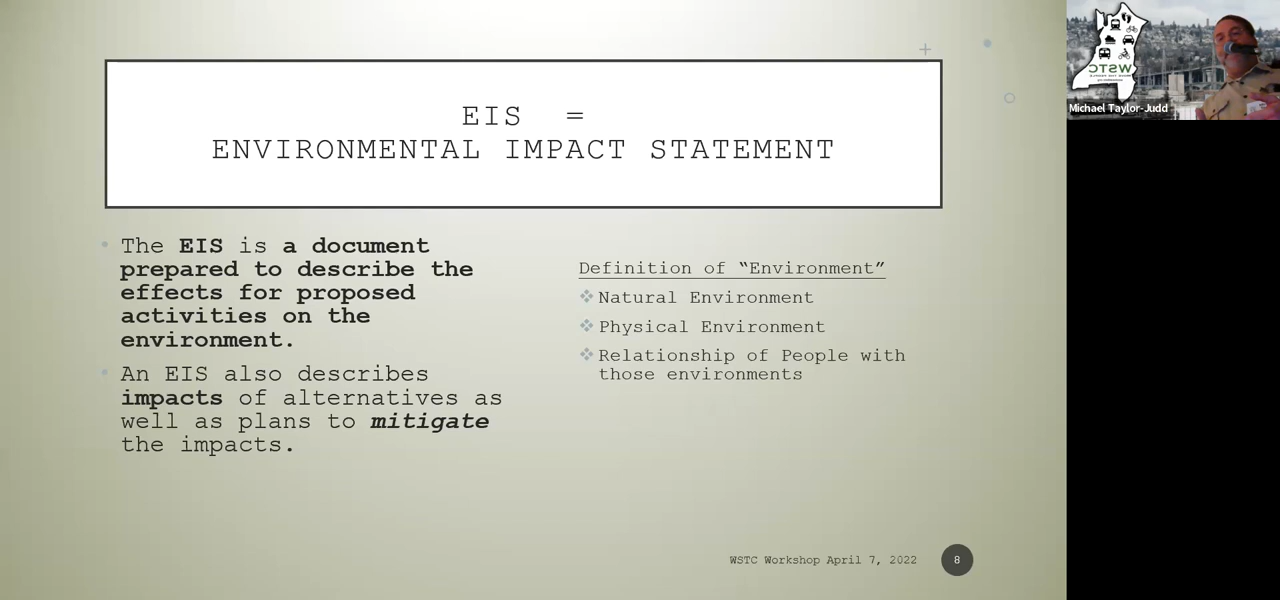 EIS =
ENVIRONMENTAL IMPACT STATEMENT
The EIS is a document
prepared to describe the
effects for proposed
activities on the
environment.
An EIS also describes
impacts of alternatives as
well as plans to mitigate
the impacts.
Definition of “Environment”
Natural Environment
Physical Environment
Relationship of People with
those environments
WSTC Workshop April 7, 2022
8
WSTC
Michael Taylor-Judd